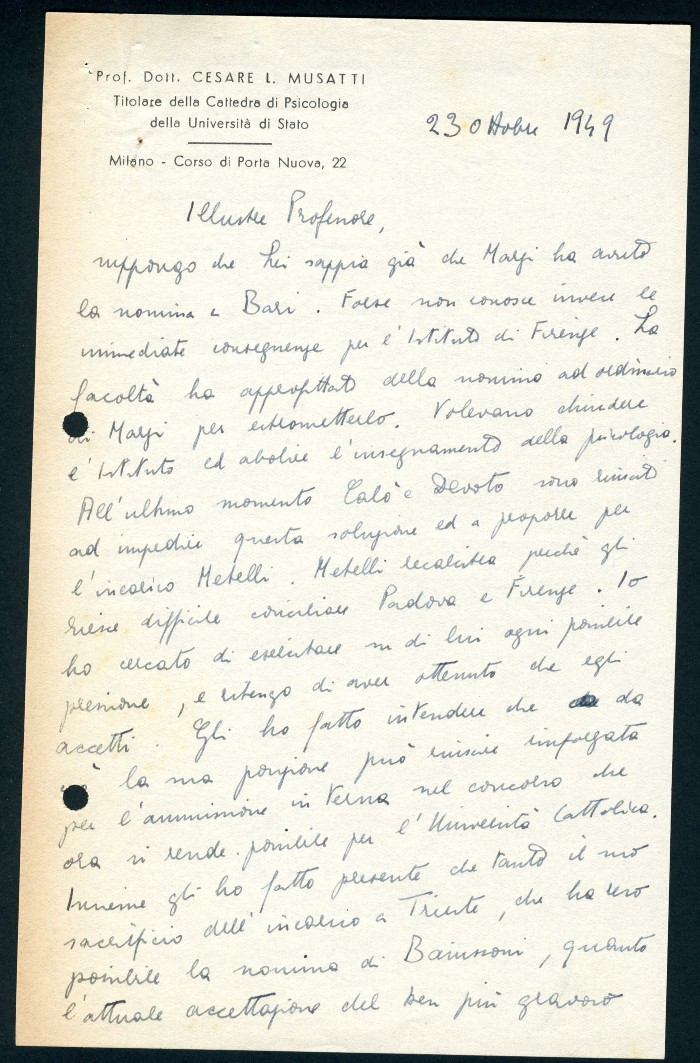 Prof. Dott. CESARE L. MUSATTI
Titolare della Cattedra di Psicologia
della Università di Stato
Milano - Corso di Porta Nuova, 22
23 Ottobre 1949
Illustre Professore,
suppongo che Lei sappia già che Marzi ha avuto
la nomina a Bari. Forse non conosce invece le
immediate conseguenze per l'Istituto di Firenze. La
facoltà ha approfittato della nomina ad ordinario
di Marzi per estrometterlo. Volevano chiudere
l'Istituto ed abolire l'insegnamento della psicologia.
All'ultimo momento Calò e Devoto sono riusciti
ad impedire questa soluzione ed a proporre per
l'incarico Metelli. Metelli recalcitra perchè gli
riesce difficile conciliare Padova e Firenze. Io
ho cercato di esercitare su di lui ogni possibile
pressione, e ritengo di aver ottenuto che egli
accetti. Gli ho fatto intendere che da
la sua posizione può riuscire rinforzata
per l'ammissione in terna nel concorso che
ora si rende possibile per l'Università Cattolica.
Insieme gli ho fatto presente che tanto il suo
sacrificio dell'incarico a Trieste, che ha reso
possibile la nomina di Bairussoni, quanto
l'attuale accettazione del ben più gravoso